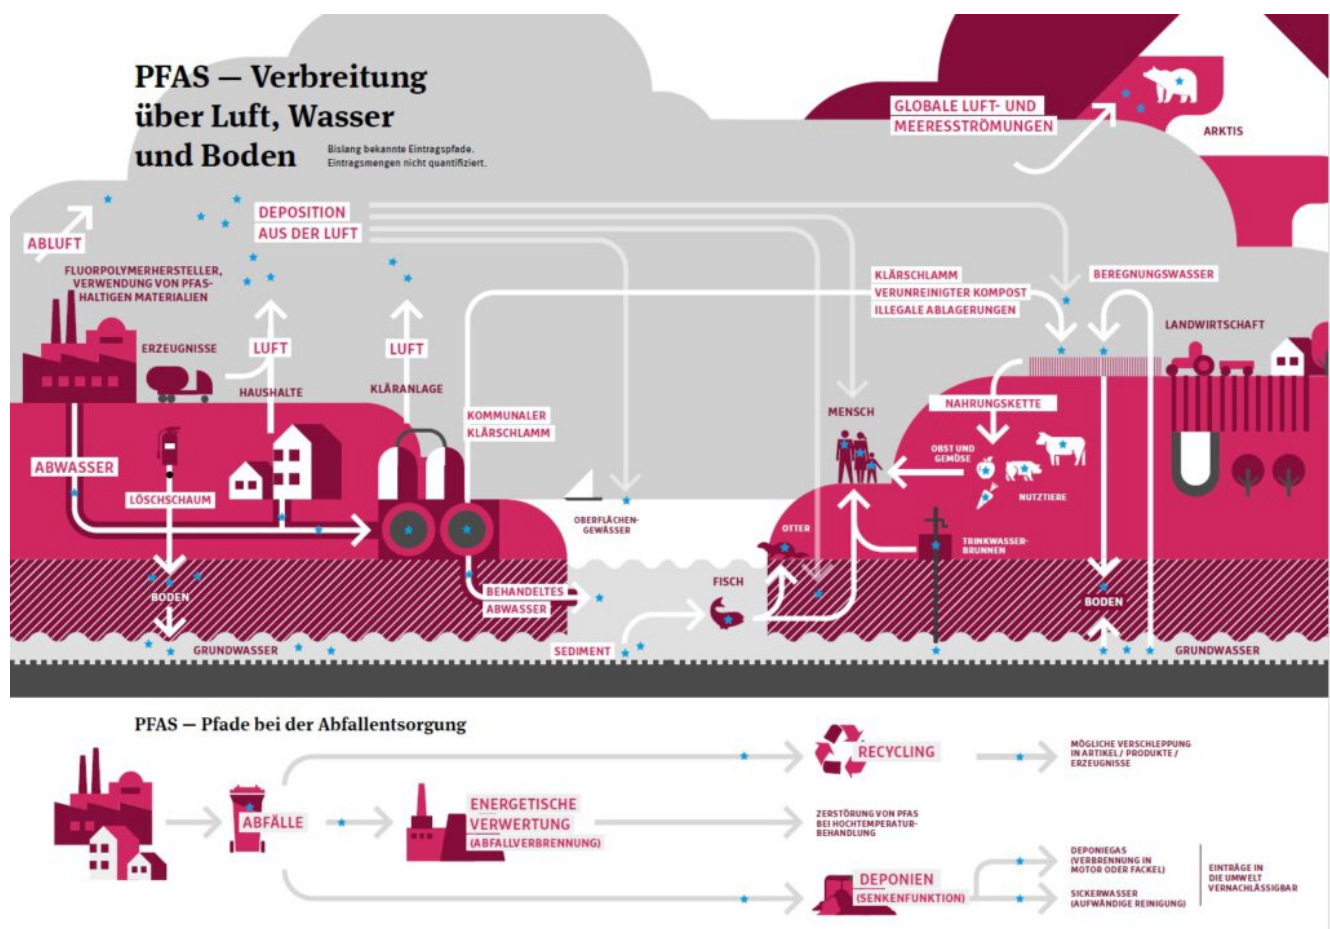 PFAS — Verbreitung
über Luft, Wasser
und Boden
Bislang bekannte Eintragspfade.
Eintragsmengen nicht quantifiziert.
GLOBALE LUFT- UND
MEERESSTRÖMUNGEN
ARKTIS
ABLUFT
DEPOSITION
AUS DER LUFT
FLUORPOLYMERHERSTELLER,
VERWENDUNG VON PFAS-
HALTIGEN MATERIALIEN
KLÄRSCHLAMM
VERUNREINIGTER KOMPOST
ILLEGALE ABLAGERUNGEN
BEREGNUNGSWASSER
LANDWIRTSCHAFT
ERZEUGNISSE
LUFT
LUFT
HAUSHALTE
KLÄRANLAGE
KOMMUNALER
KLÄRSCHLAMM
MENSCH
NAHRUNGSKETTE
OBST UND
GEMÜSE
NUTZTIERE
ABWASSER
LÖSCHSCHAUM
OBERFLÄCHEN-
GEWÄSSER
OTTER
TRINKWASSER-
BRUNNEN
BODEN
BEHANDELTES
ABWASSER
FISCH
BODEN
GRUNDWASSER
SEDIMENT
GRUNDWASSER
PFAS — Pfade bei der Abfallentsorgung
RECYCLING
MÖGLICHE VERSCHLEPPUNG
IN ARTIKEL / PRODUKTE /
ERZEUGNISSE
ABFÄLLE
ENERGETISCHE
VERWERTUNG
(ABFALLVERBRENNUNG)
ZERSTÖRUNG VON PFAS
BEI HOCHTEMPERATUR-
BEHANDLUNG
DEPONIEN
(SENKENFUNKTION)
DEPONIEGAS
(VERBRENNUNG IN
MOTOR ODER FACKEL)
SICKERWASSER
(AUFWÄNDIGE REINIGUNG)
EINTRÄGE IN
DIE UMWELT
VERNACHLÄSSIGBAR